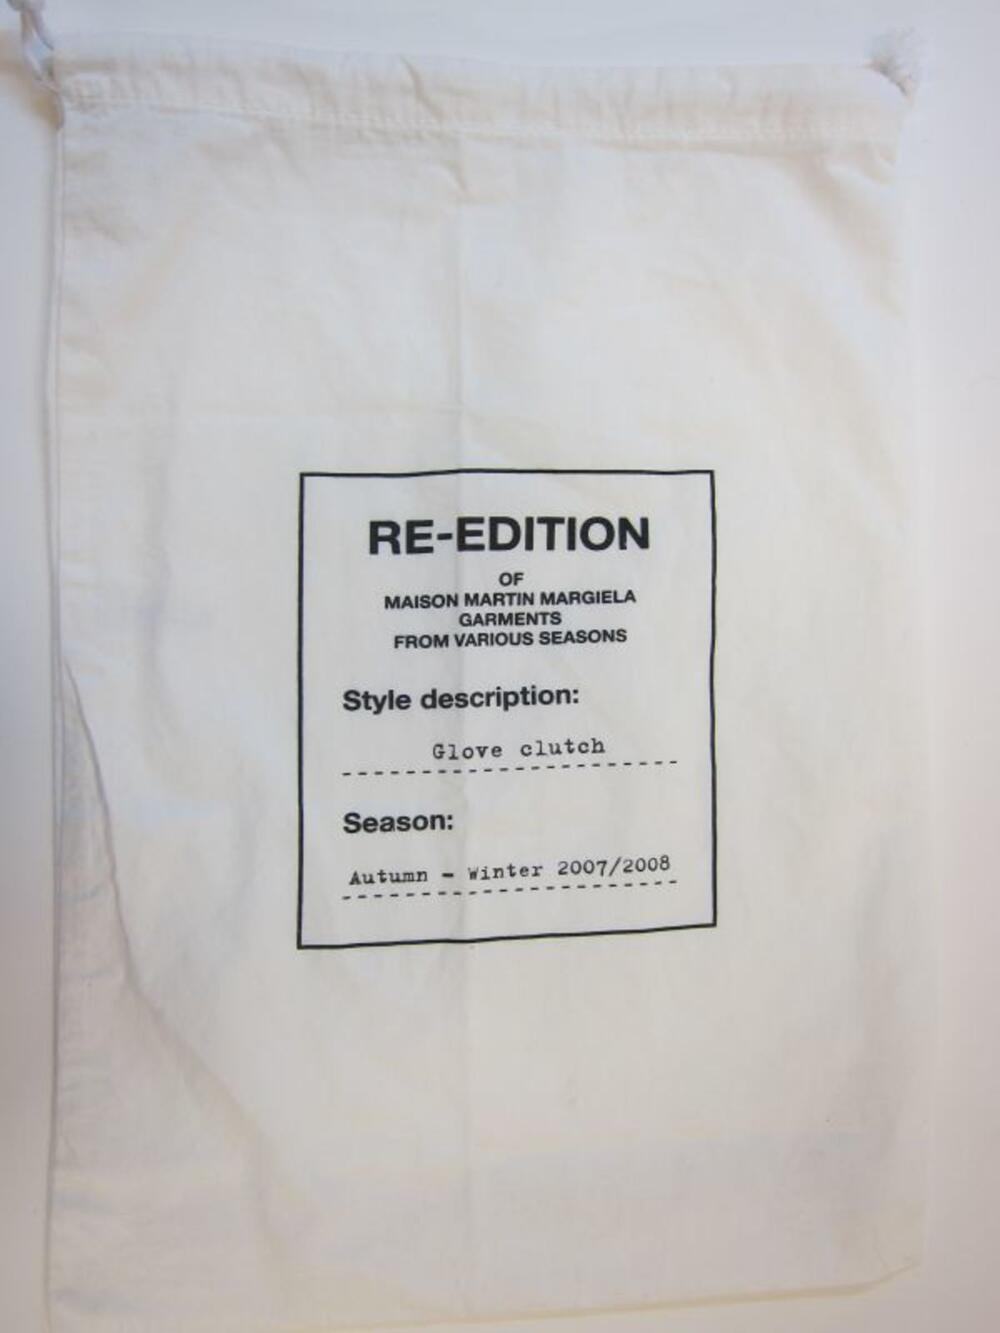 RE-EDITION
OF
MAISON MARTIN MARGIELA
GARMENTS
FROM VARIOUS SEASONS
Style description:
Glove clutch
Season:
Autumn - Winter 2007/2008